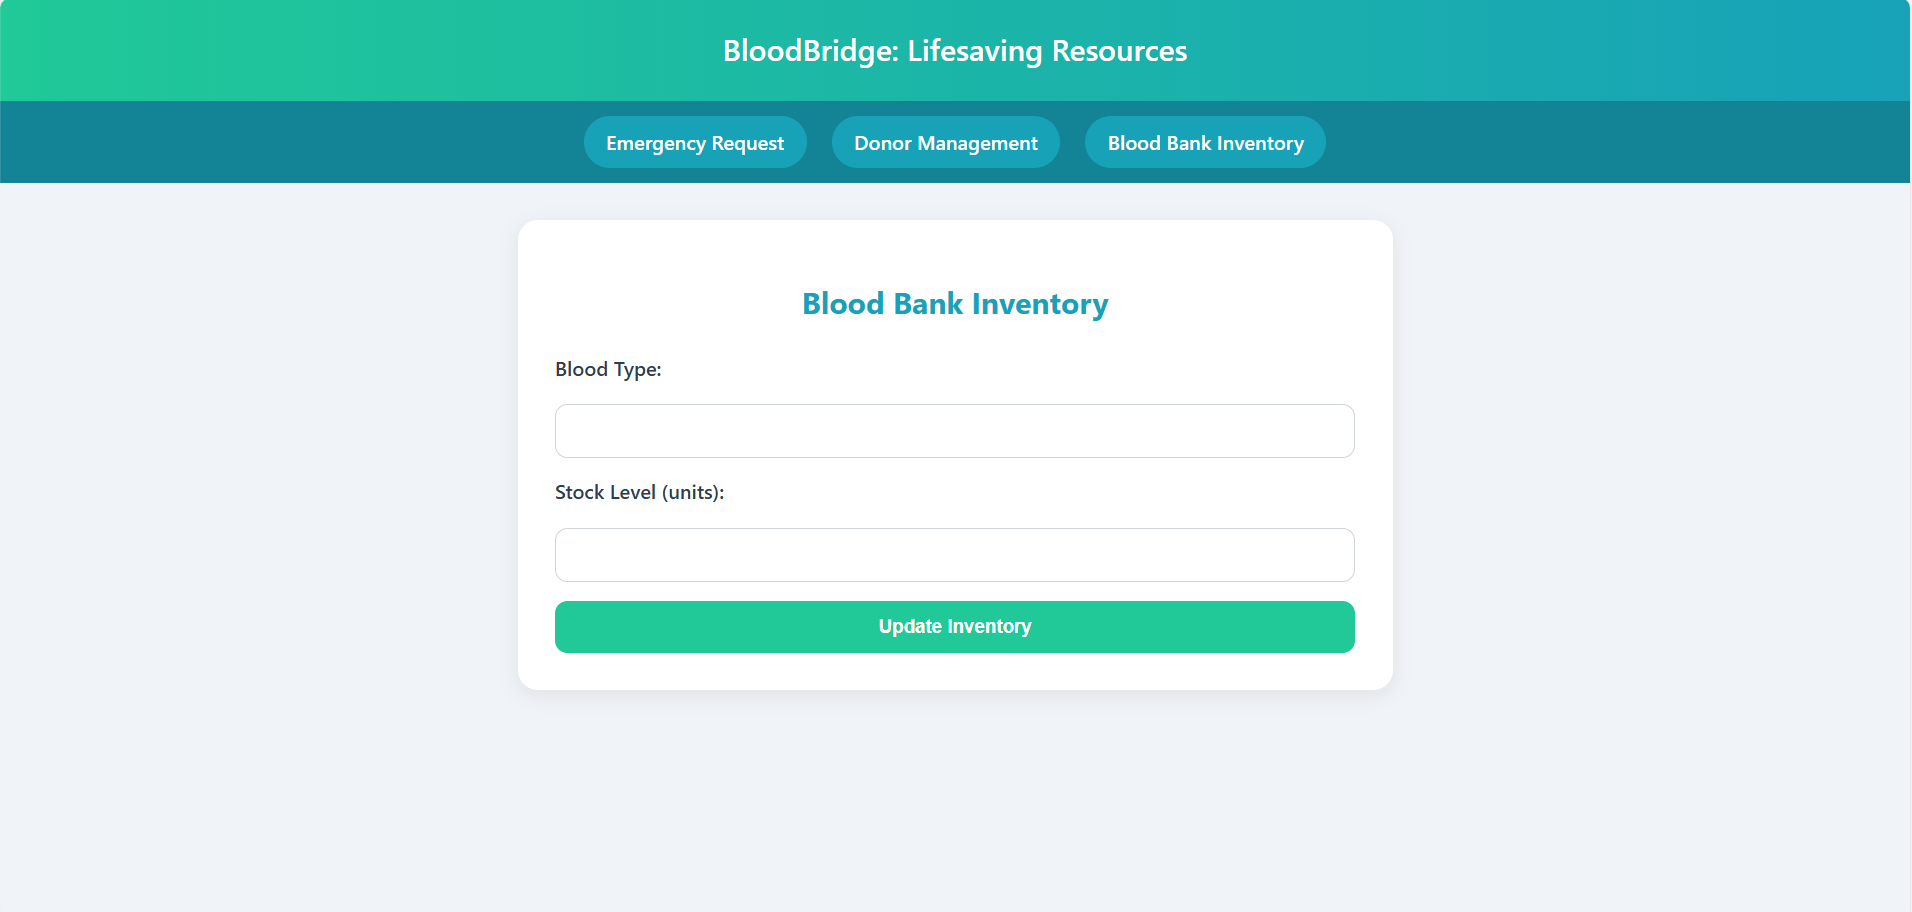 BloodBridge: Lifesaving Resources
Emergency Request Donor Management Blood Bank Inventory
Blood Bank Inventory
Blood Type:
Stock Level (units):
Update Inventory